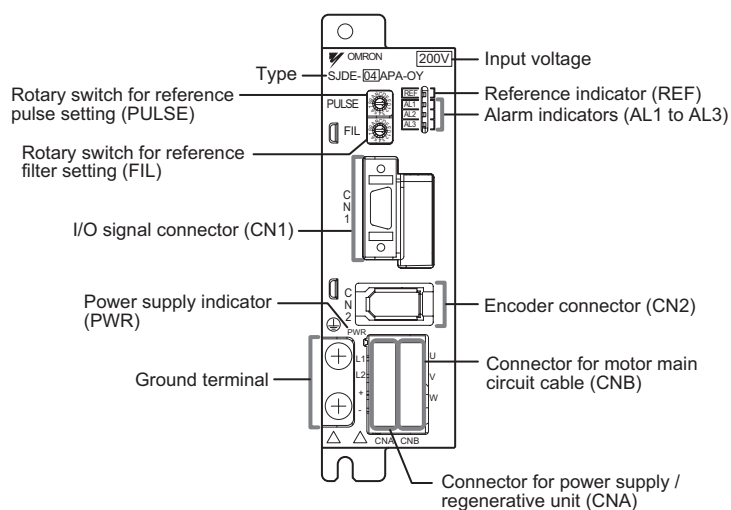 OMRON
200V
Input voltage
Type
SJDE-04APA-OY
Rotary switch for reference
pulse setting (PULSE)
PULSE
REF
AL1
AL2
AL3
Reference indicator (REF)
Alarm indicators (AL1 to AL3)
FIL
Rotary switch for reference
filter setting (FIL)
CN1
I/O signal connector (CN1)
CN2
Power supply indicator
(PWR)
Encoder connector (CN2)
PWR
L1
L2
+
-
U
V
W
Ground terminal
Connector for motor main
circuit cable (CNB)
CNA CNB
Connector for power supply /
regenerative unit (CNA)